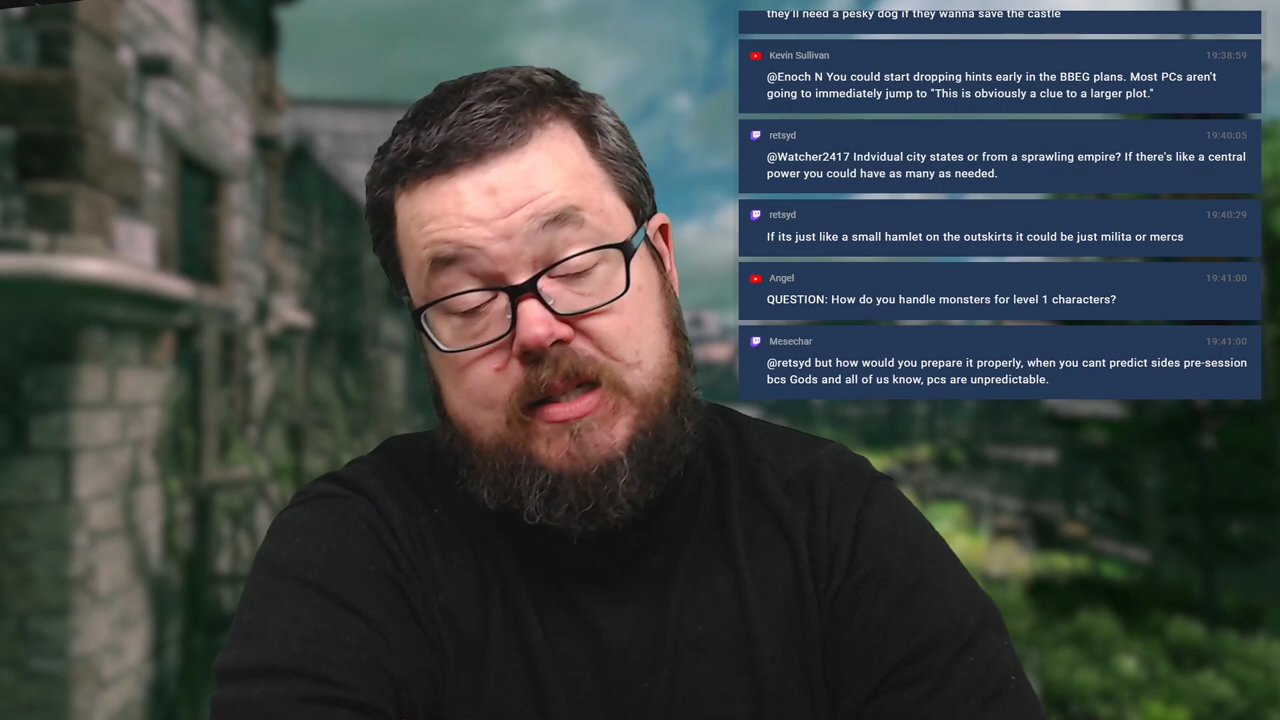 they'll need a pesky dog if they wanna save the castle
Kevin Sullivan 19:38:59
@Enoch N You could start dropping hints early in the BBEG plans. Most PCs aren't
going to immediately jump to "This is obviously a clue to a larger plot."
retsyd 19:40:05
@Watcher2417 Indvidual city states or from a sprawling empire? If there's like a central
power you could have as many as needed.
retsyd 19:40:29
If its just like a small hamlet on the outskirts it could be just milita or mercs
Angel 19:41:00
QUESTION: How do you handle monsters for level 1 characters?
Mesechar 19:41:00
@retsyd but how would you prepare it properly, when you cant predict sides pre-session
bcs Gods and all of us know, pcs are unpredictable.